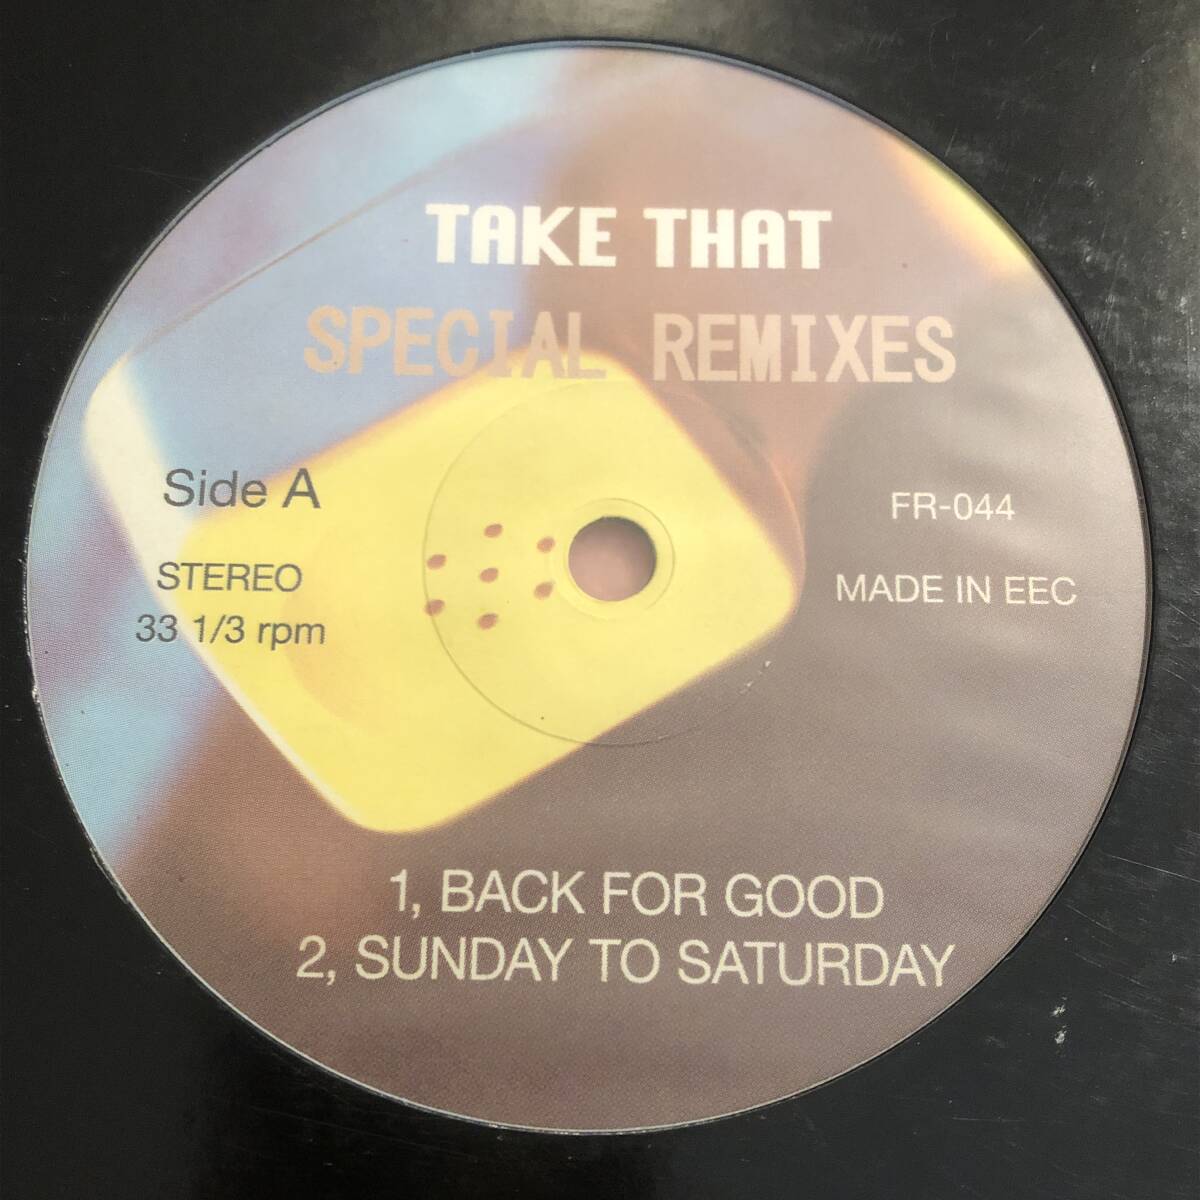 TAKE THAT
SPECIAL REMIXES
Side A
STEREO
33 1/3 rpm
FR-044
MADE IN EEC
1, BACK FOR GOOD
2, SUNDAY TO SATURDAY